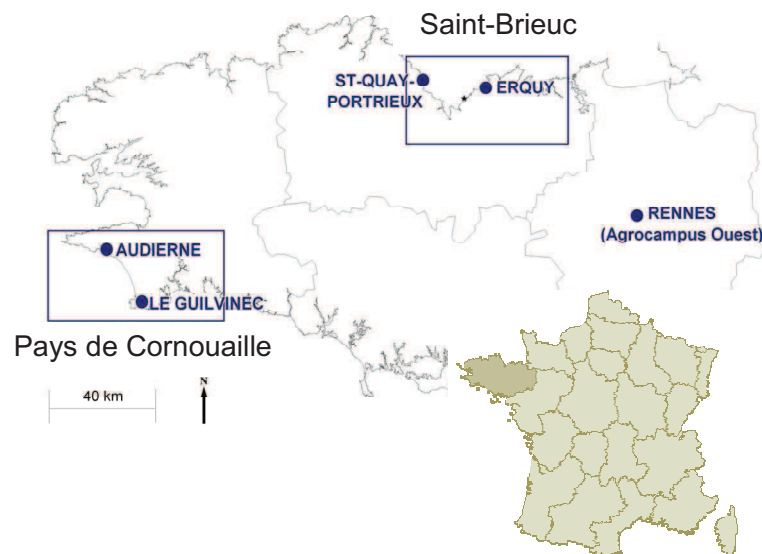 Saint-Brieuc
ST-QUAY-
PORTRIEUX
ERQUY
RENNES
(Agrocampus Ouest)
AUDIERNE
LE GUILVINEC
Pays de Cornouaille
40 km
N